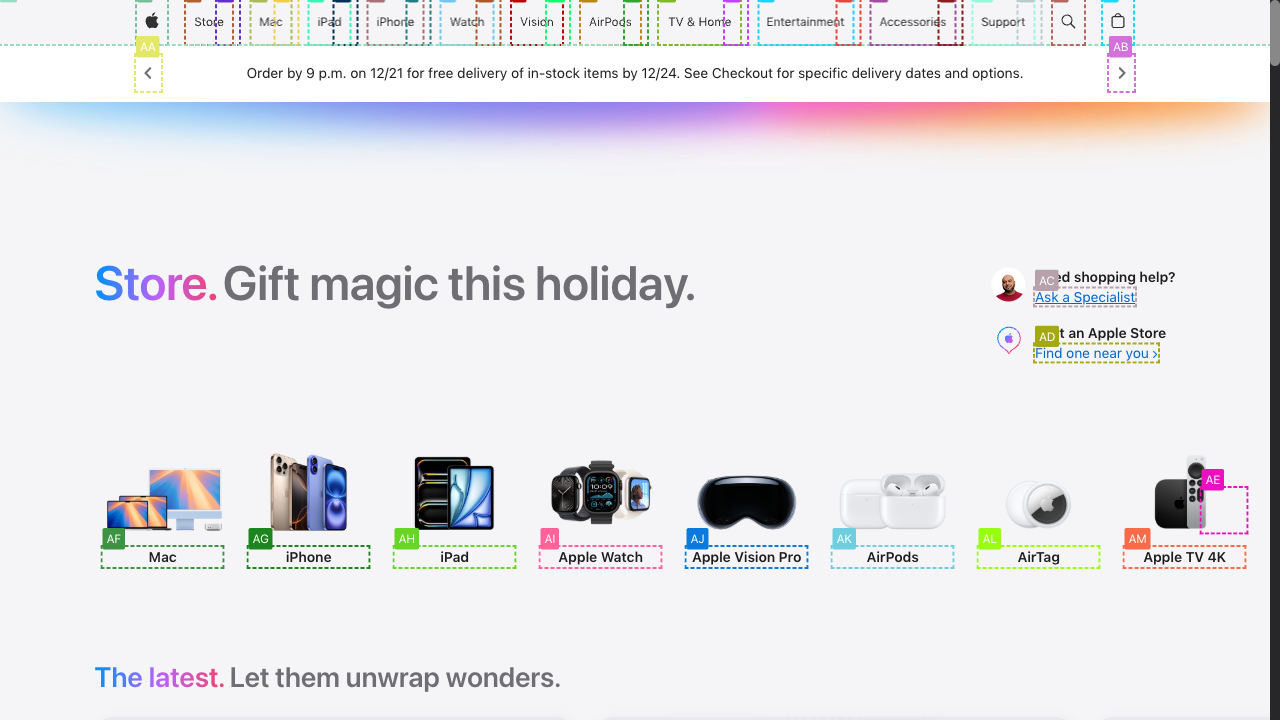 Store Mac iPad iPhone Watch Vision AirPods TV & Home Entertainment Accessories Support
AA
AB
Order by 9 p.m. on 12/21 for free delivery of in-stock items by 12/24. See Checkout for specific delivery dates and options.
Store. Gift magic this holiday.
AC
ed shopping help?
Ask a Specialist
AD
t an Apple Store
Find one near you ›
10:09
AE
AF AG AH AI AJ AK AL AM
Mac iPhone iPad Apple Watch Apple Vision Pro AirPods AirTag Apple TV 4K
The latest. Let them unwrap wonders.